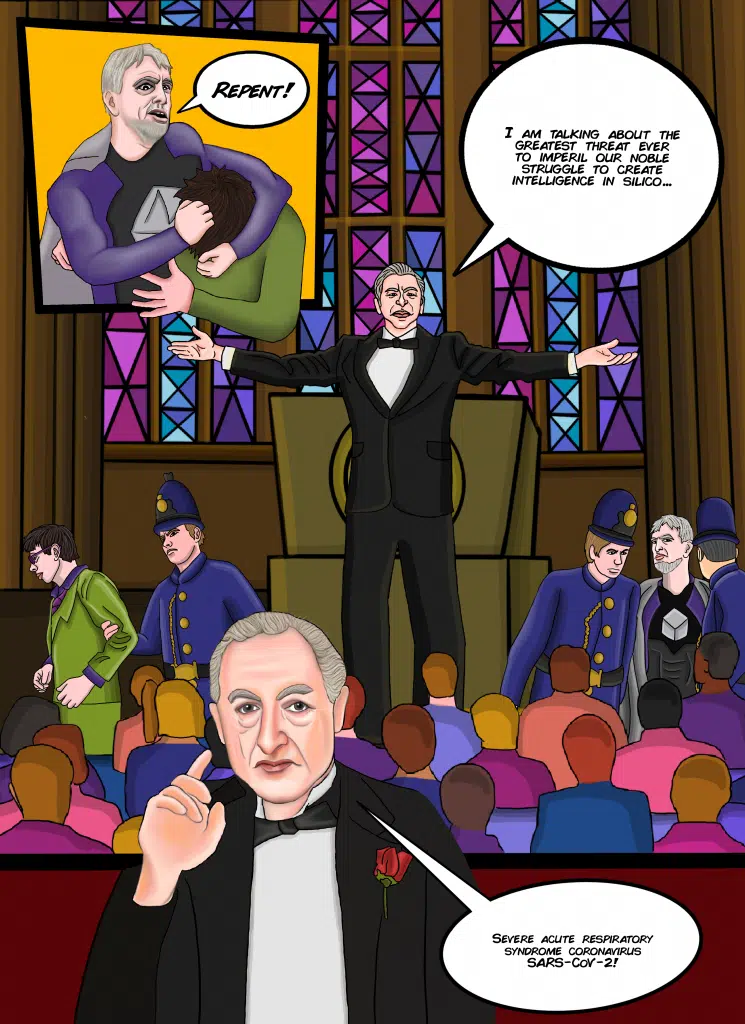 REPENT!
I AM TALKING ABOUT THE
GREATEST THREAT EVER
TO IMPERIL OUR NOBLE
STRUGGLE TO CREATE
INTELLIGENCE IN SILICO...
SEVERE ACUTE RESPIRATORY
SYNDROME CORONAVIRUS
SARS-COV-2!